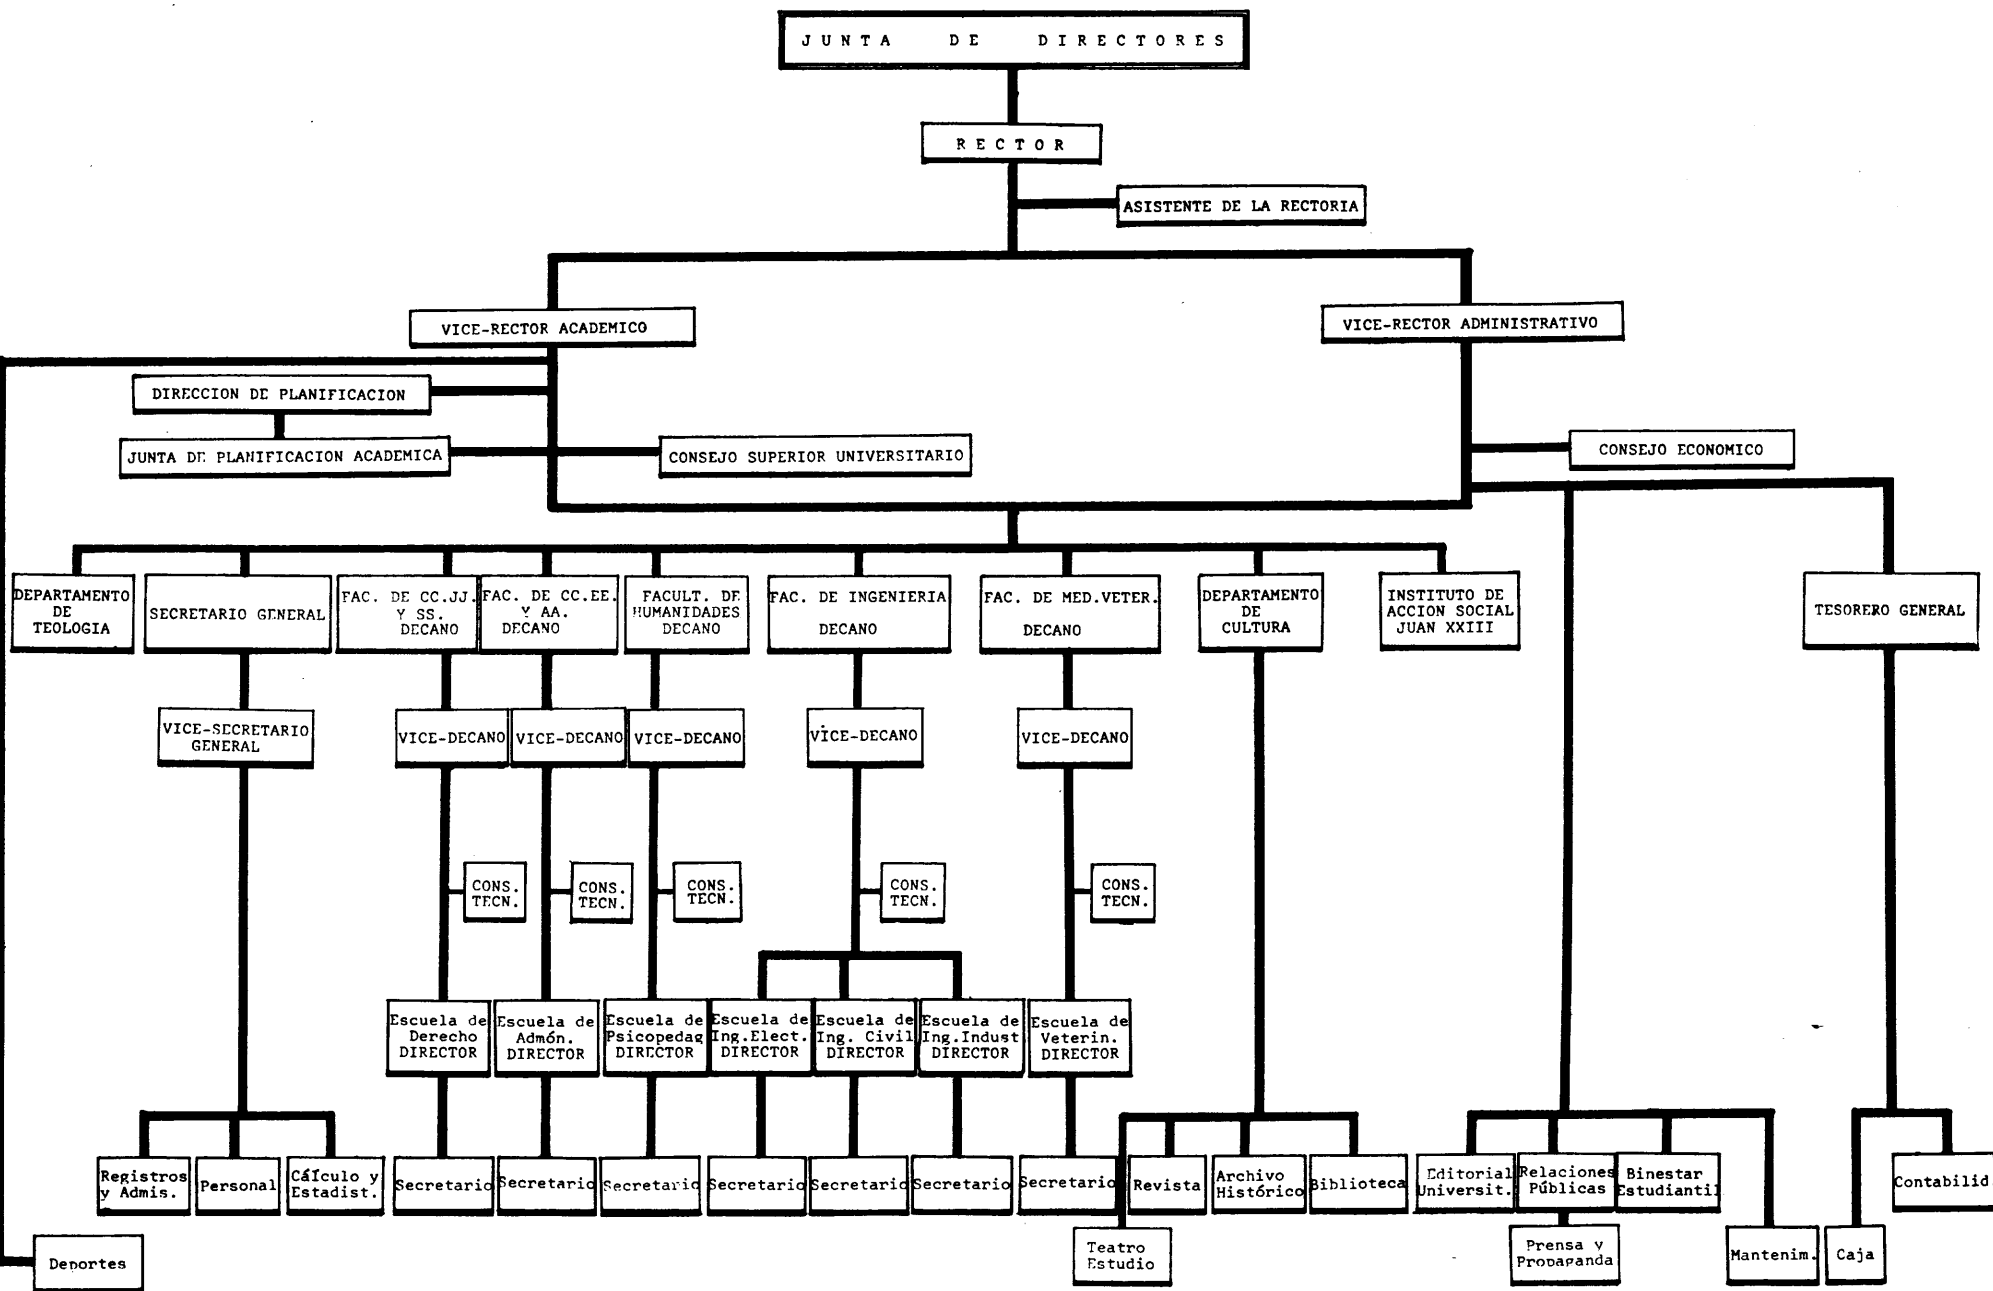 JUNTA DE DIRECTORES
RECTOR
ASISTENTE DE LA RECTORIA
VICE-RECTOR ACADEMICO
VICE-RECTOR ADMINISTRATIVO
DIRECCION DE PLANIFICACION
JUNTA DE PLANIFICACION ACADEMICA
CONSEJO SUPERIOR UNIVERSITARIO
CONSEJO ECONOMICO
DEPARTAMENTO
DE
TEOLOGIA
SECRETARIO GENERAL
FAC. DE CC.JJ.
Y SS.
DECANO
FAC. DE CC.EE.
Y AA.
DECANO
FACULT. DE
HUMANIDADES
DECANO
FAC. DE INGENIERIA
DECANO
FAC. DE MED.VETER.
DECANO
DEPARTAMENTO
DE
CULTURA
INSTITUTO DE
ACCION SOCIAL
JUAN XXIII
TESORERO GENERAL
VICE-SECRETARIO
GENERAL
VICE-DECANO
VICE-DECANO
VICE-DECANO
VICE-DECANO
VICE-DECANO
CONS.
TECN.
CONS.
TECN.
CONS.
TECN.
CONS.
TECN.
CONS.
TECN.
Escuela de
Derecho
DIRECTOR
Escuela de
Admón.
DIRECTOR
Escuela de
Psicopedag
DIRECTOR
Escuela de
Ing.Elect.
DIRECTOR
Escuela de
Ing. Civil
DIRECTOR
Escuela de
Ing.Indust
DIRECTOR
Escuela de
Veterin.
DIRECTOR
Registros
y Admis.
Personal
Cálculo y
Estadist.
Secretario
Secretario
Secretario
Secretario
Secretario
Secretario
Secretario
Revista
Archivo
Histórico
Biblioteca
Editorial
Universit.
Relaciones
Públicas
Binestar
Estudiantil
Contabilid.
Deportes
Teatro
Estudio
Prensa y
Propaganda
Mantenim.
Caja